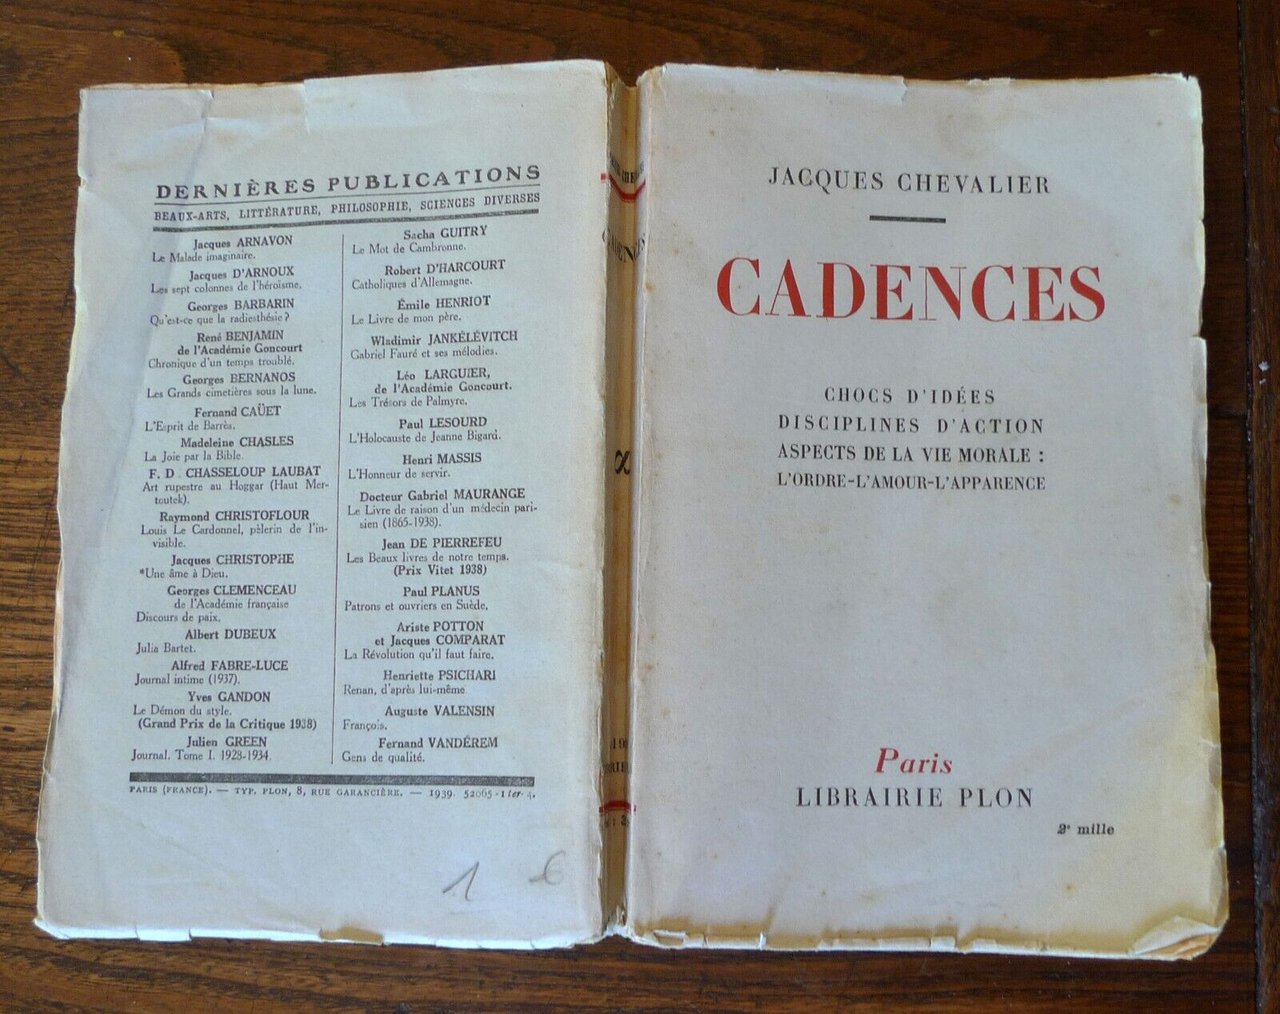 DERNIÈRES PUBLICATIONS
BEAUX-ARTS, LITTÉRATURE, PHILOSOPHIE, SCIENCES DIVERSES
Jacques ARNAVON
Le Malade imaginaire.
Jacques D'ARNOUX
Les sept colonnes de l'héroïsme.
Georges BARBARIN
Qu'est-ce que la radiesthésie ?
René BENJAMIN
de l'Académie Goncourt
Chronique d'un temps troublé.
Georges BERNANOS
Les Grands cimetières sous la lune.
Fernand CAÜET
L'Esprit de Barrès.
Madeleine CHASLES
La Joie par la Bible.
F. D. CHASSELOUP LAUBAT
Art rupestre au Hoggar (Haut Mer-
toutek).
Raymond CHRISTOFLOUR
Louis Le Cardonnel, pèlerin de l'in-
visible.
Jacques CHRISTOPHE
*Une âme à Dieu.
Georges CLEMENCEAU
de l'Académie française
Discours de paix.
Albert DUBEUX
Julia Bartet.
Alfred FABRE-LUCE
Journal intime (1937).
Yves GANDON
Le Démon du style.
(Grand Prix de la Critique 1938)
Julien GREEN
Journal. Tome I. 1928-1934.
Sacha GUITRY
Le Mot de Cambronne.
Robert D'HARCOURT
Catholiques d'Allemagne.
Émile HENRIOT
Le Livre de mon père.
Wladimir JANKÉLÉVITCH
Gabriel Fauré et ses mélodies.
Léo LARGUIER,
de l'Académie Goncourt.
Les Trésors de Palmyre.
Paul LESOURD
L'Holocauste de Jeanne Bigard.
Henri MASSIS
L'Honneur de servir.
Docteur Gabriel MAURANGE
Le Livre de raison d'un médecin pari-
sien (1865-1938).
Jean DE PIERREFEU
Les Beaux livres de notre temps.
(Prix Vitet 1938)
Paul PLANUS
Patrons et ouvriers en Suède.
Ariste POTTON
et Jacques COMPARAT
La Révolution qu'il faut faire.
Henriette PSICHARI
Renan, d'après lui-même
Auguste VALENSIN
François.
Fernand VANDÉREM
Gens de qualité.
PARIS (FRANCE). — TYP. PLON, 8, RUE GARANCIÈRE. — 1939. 52065-1 ter-4.
1 €
CADENCES
JACQUES CHEVALIER
CADENCES
CHOCS D'IDÉES
DISCIPLINES D'ACTION
ASPECTS DE LA VIE MORALE :
L'ORDRE-L'AMOUR-L'APPARENCE
Paris
LIBRAIRIE PLON
2e mille